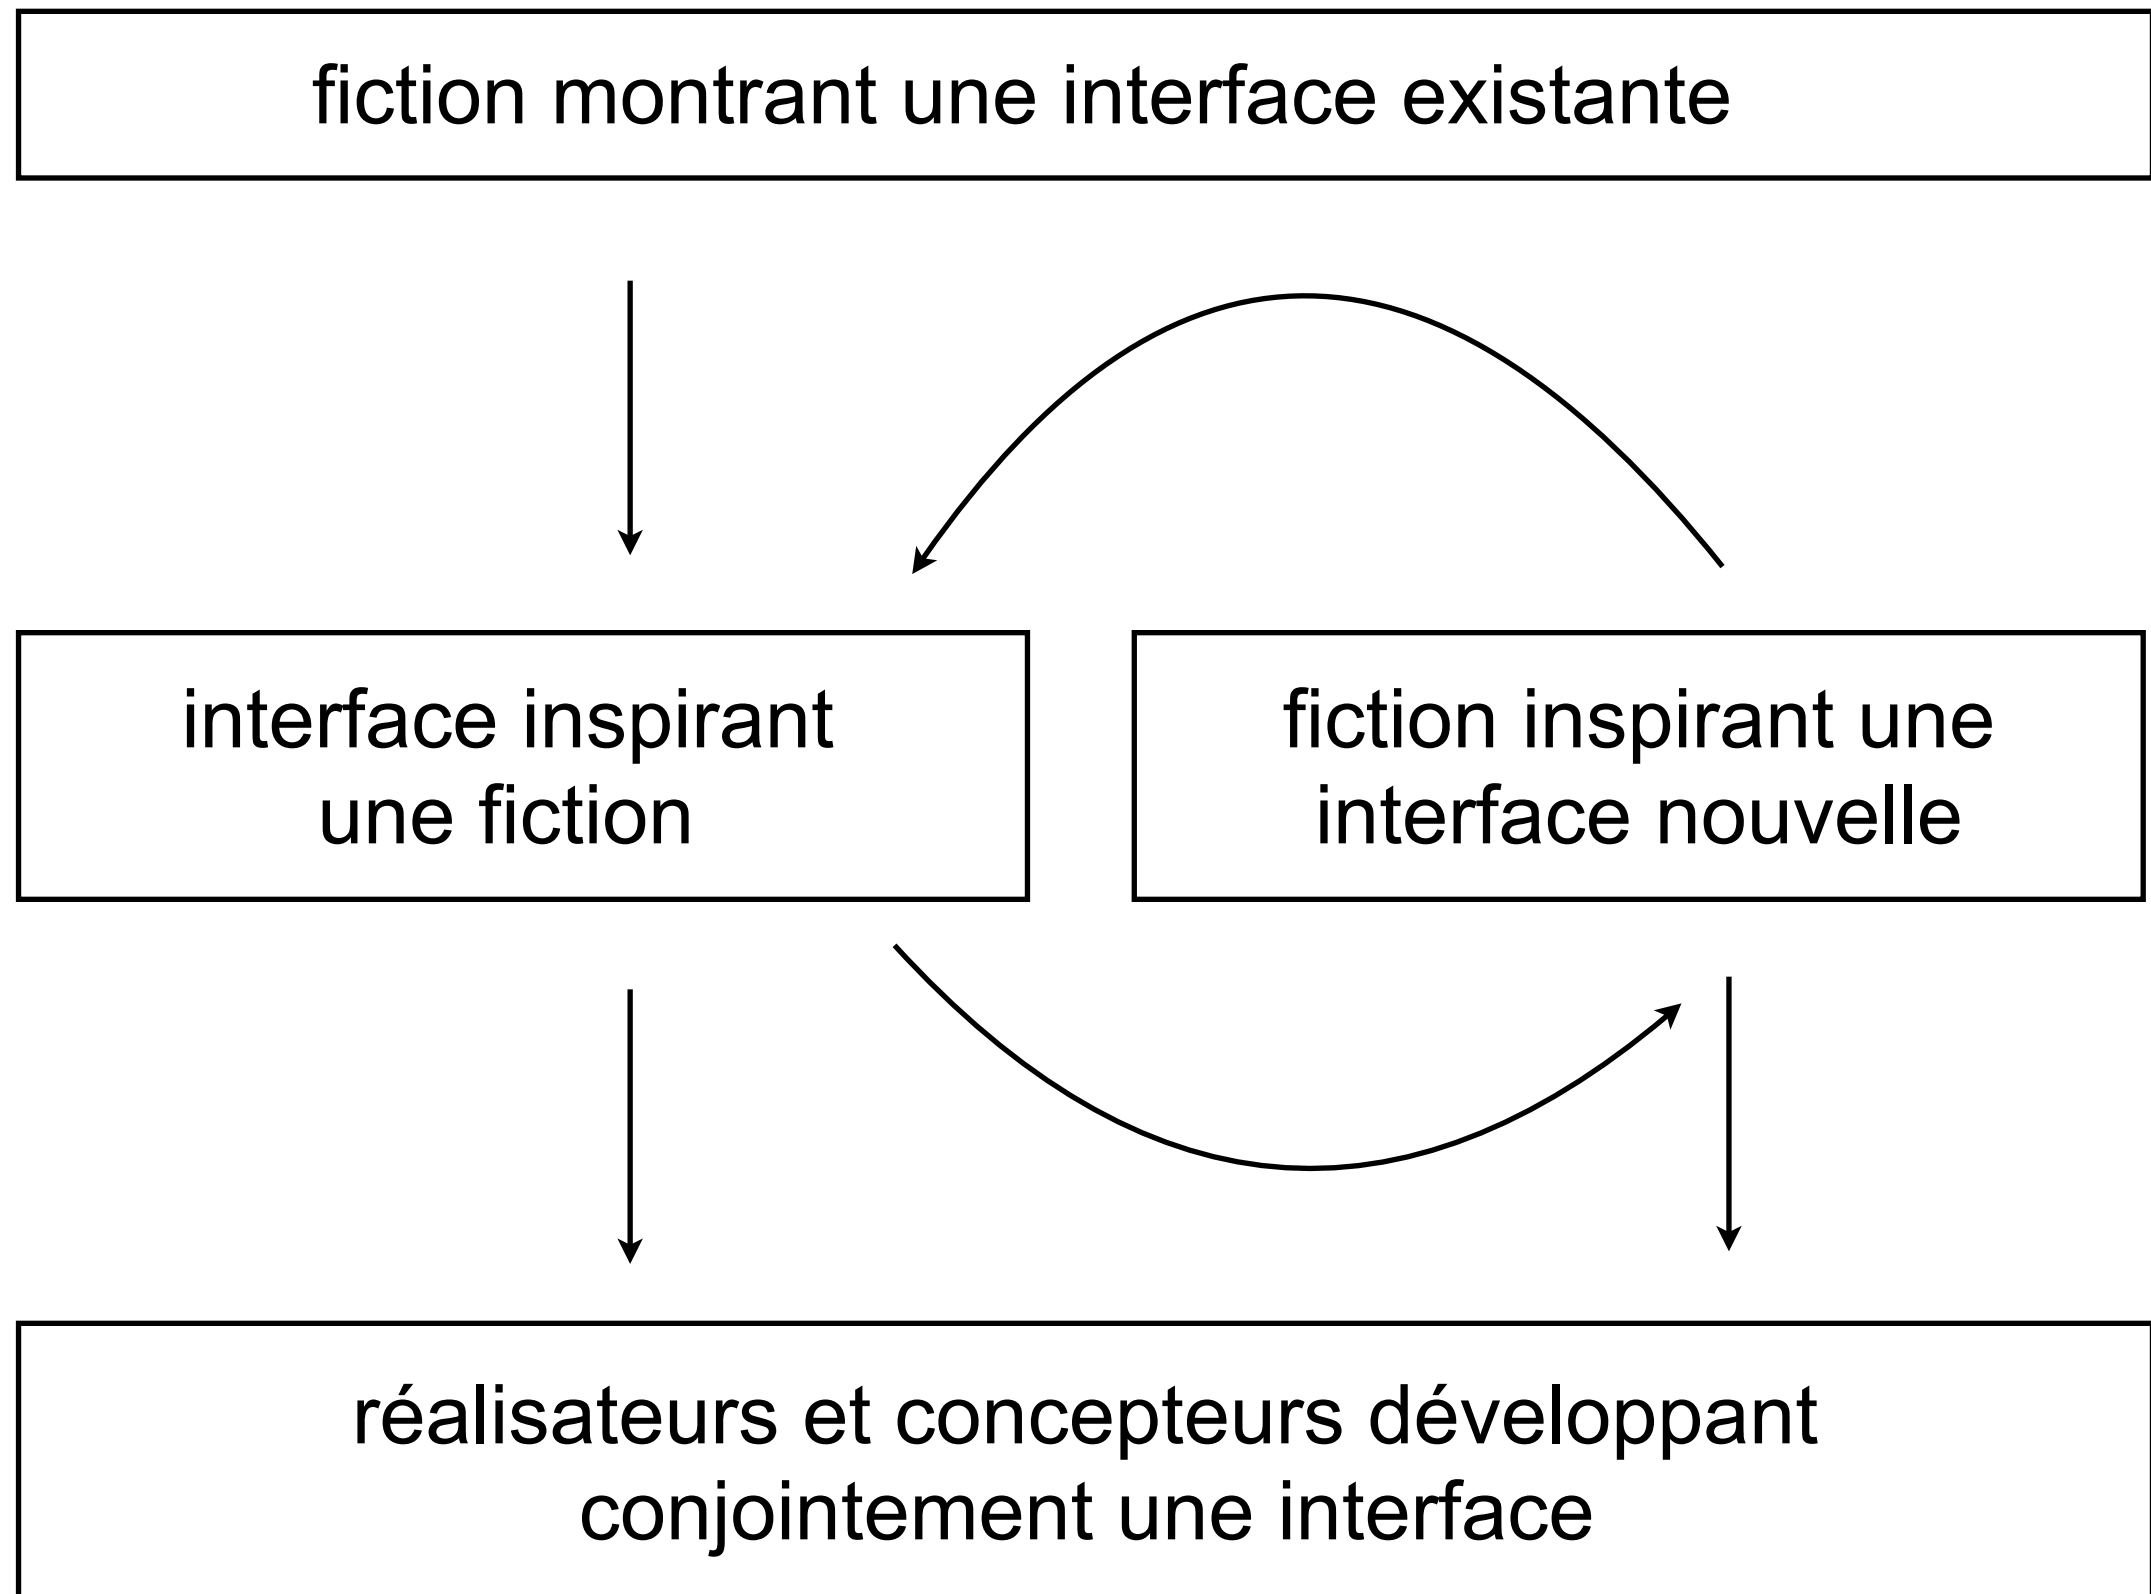 fiction montrant une interface existante
interface inspirant
une fiction
fiction inspirant une
interface nouvelle
réalisateurs et concepteurs développant
conjointement une interface